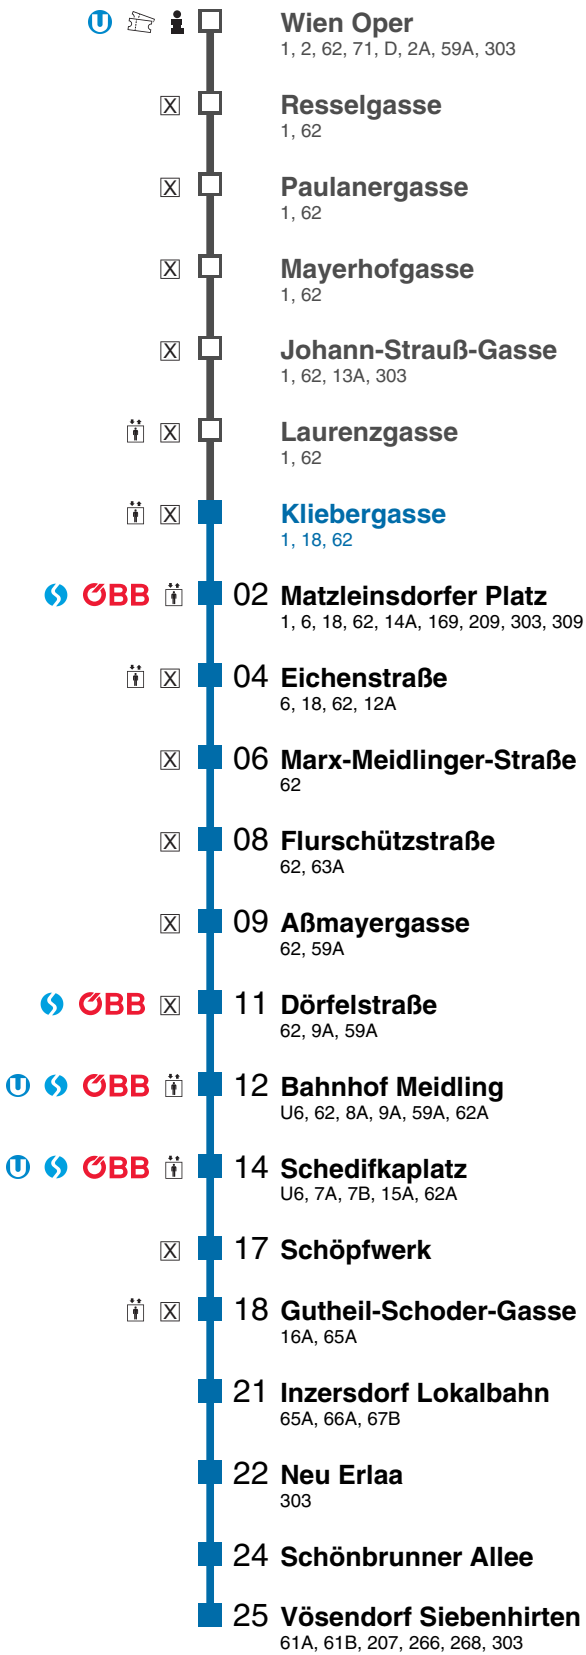 U Wien Oper
1, 2, 62, 71, D, 2A, 59A, 303
X Resselgasse
1, 62
X Paulanergasse
1, 62
X Mayerhofgasse
1, 62
X Johann-Strauß-Gasse
1, 62, 13A, 303
X Laurenzgasse
1, 62
X Kliebergasse
1, 18, 62
S ÖBB 02 Matzleinsdorfer Platz
1, 6, 18, 62, 14A, 169, 209, 303, 309
X 04 Eichenstraße
6, 18, 62, 12A
X 06 Marx-Meidlinger-Straße
62
X 08 Flurschützstraße
62, 63A
X 09 Aßmayergasse
62, 59A
S ÖBB X 11 Dörfelstraße
62, 9A, 59A
U S ÖBB 12 Bahnhof Meidling
U6, 62, 8A, 9A, 59A, 62A
U S ÖBB 14 Schedifkaplatz
U6, 7A, 7B, 15A, 62A
X 17 Schöpfwerk
X 18 Gutheil-Schoder-Gasse
16A, 65A
21 Inzersdorf Lokalbahn
65A, 66A, 67B
22 Neu Erlaa
303
24 Schönbrunner Allee
25 Vösendorf Siebenhirten
61A, 61B, 207, 266, 268, 303